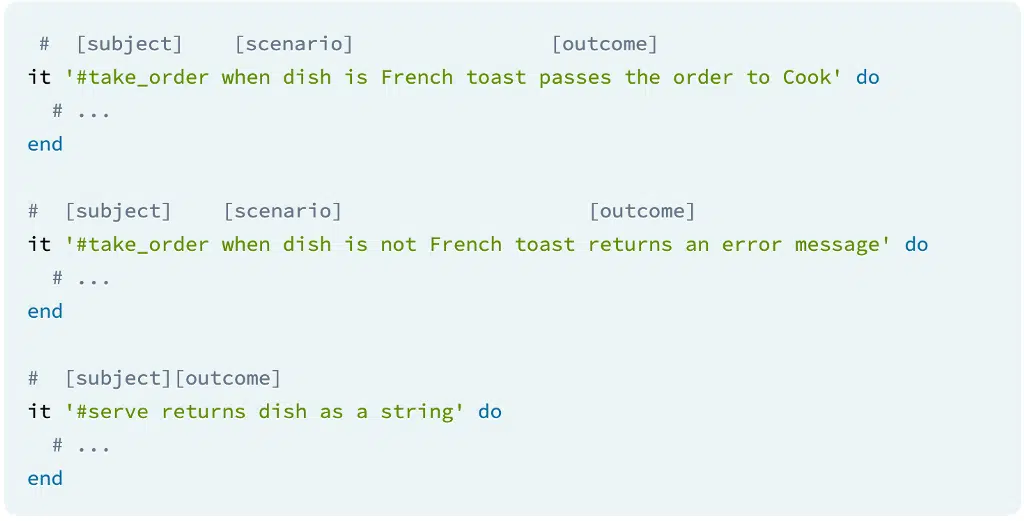 #  [subject]    [scenario]                [outcome]
it '#take_order when dish is French toast passes the order to Cook' do
  # ...
end
#  [subject]    [scenario]                    [outcome]
it '#take_order when dish is not French toast returns an error message' do
  # ...
end
#  [subject][outcome]
it '#serve returns dish as a string' do
  # ...
end